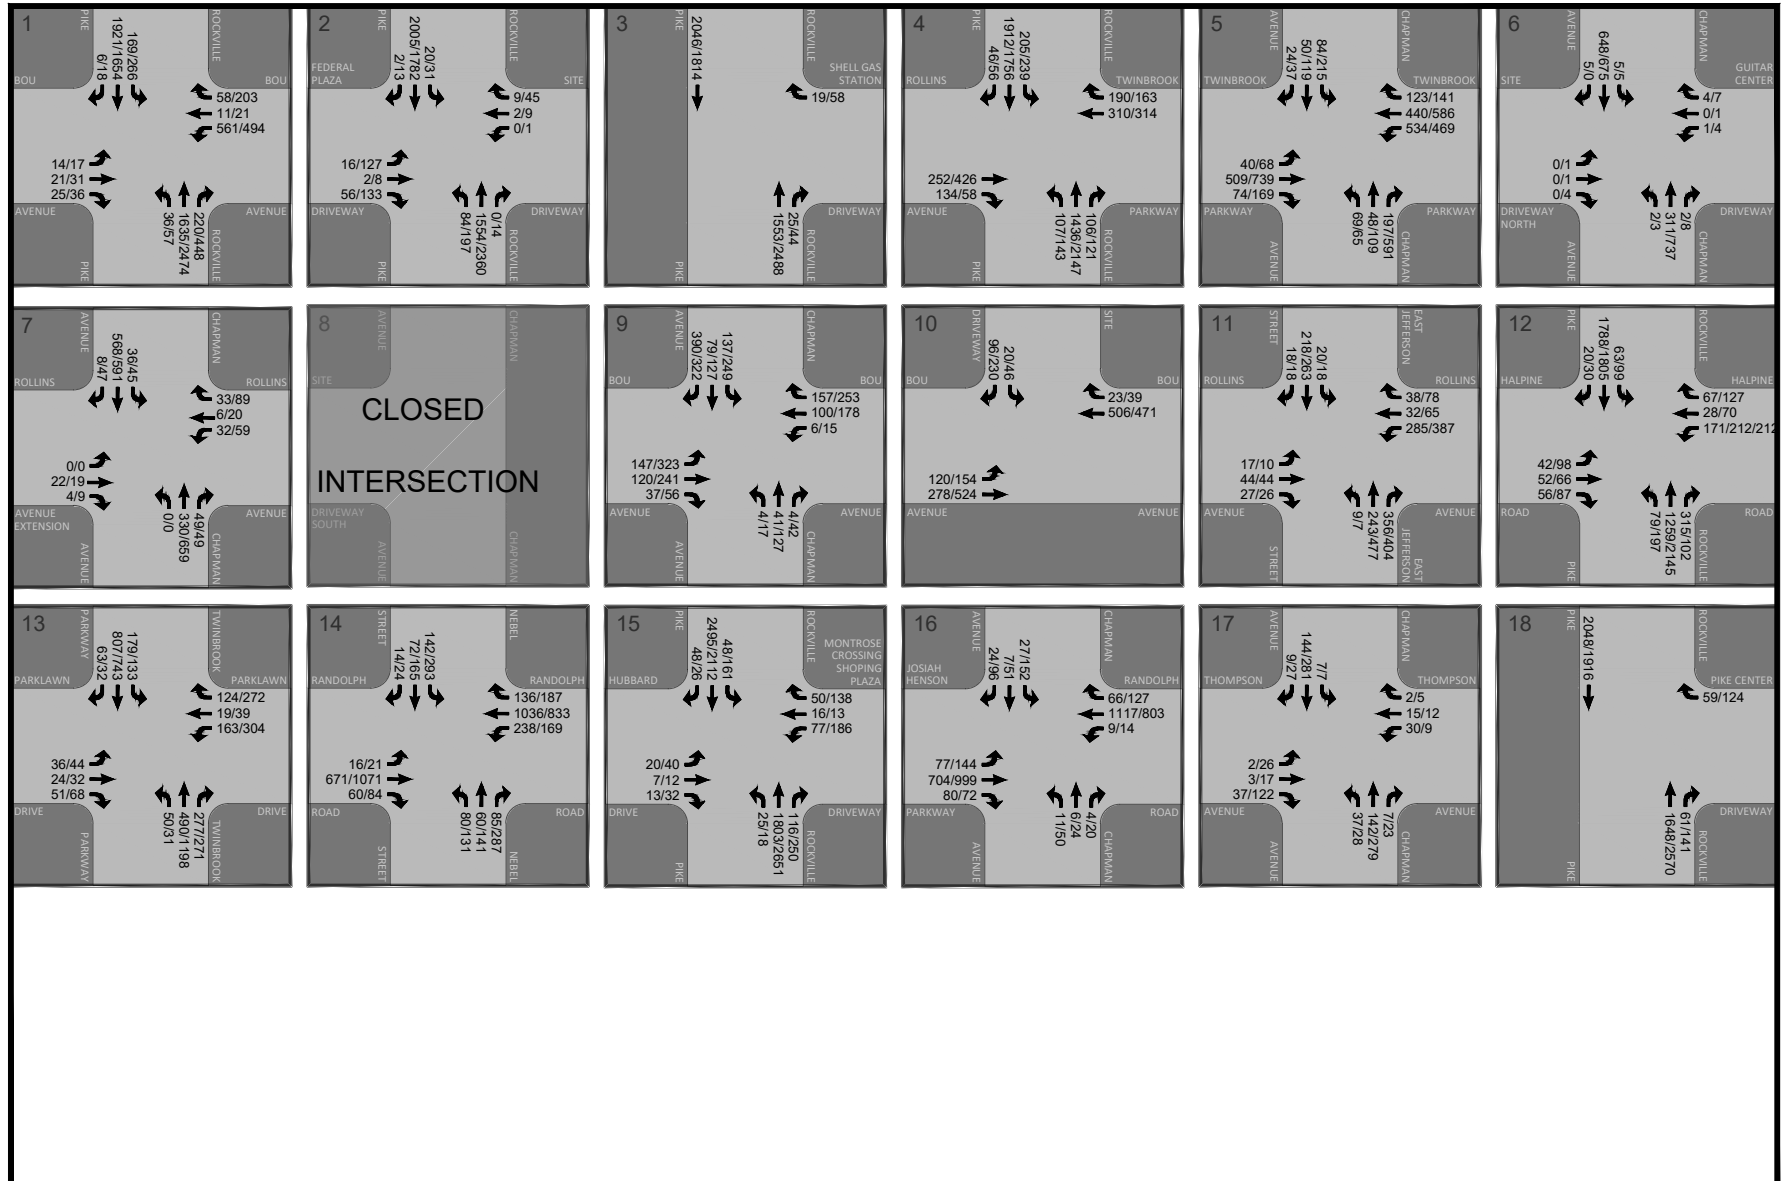 1
PIKE
ROCKVILLE
BOU
BOU
6/18
1921/1654
169/266
58/203
11/21
561/494
14/17
21/31
25/36
39/57
1635/2474
220/448
AVENUE
AVENUE
PIKE
ROCKVILLE
2
PIKE
ROCKVILLE
FEDERAL
PLAZA
SITE
2/13
2005/1782
20/31
9/45
2/9
0/1
16/127
2/8
56/133
84/197
1554/2360
0/14
DRIVEWAY
DRIVEWAY
PIKE
ROCKVILLE
3
PIKE
ROCKVILLE
SHELL GAS
STATION
2046/1814
19/58
1553/2488
25/44
DRIVEWAY
PIKE
ROCKVILLE
4
PIKE
ROCKVILLE
ROLLINS
TWINBROOK
46/56
1912/1756
205/239
190/163
310/314
252/426
134/58
107/143
1436/2147
106/121
AVENUE
PARKWAY
PIKE
ROCKVILLE
5
AVENUE
CHAPMAN
TWINBROOK
TWINBROOK
24/37
50/119
84/215
123/141
440/586
534/469
40/68
509/739
74/169
69/65
48/109
197/591
PARKWAY
PARKWAY
AVENUE
CHAPMAN
6
AVENUE
CHAPMAN
SITE
GUITAR
CENTER
5/0
648/675
5/5
4/7
0/1
1/4
0/1
0/1
0/4
2/3
311/737
2/8
DRIVEWAY
NORTH
DRIVEWAY
AVENUE
CHAPMAN
7
AVENUE
CHAPMAN
ROLLINS
ROLLINS
8/47
568/591
36/45
33/89
6/20
32/59
0/0
22/19
4/9
0/0
330/659
49/49
AVENUE
EXTENSION
AVENUE
AVENUE
CHAPMAN
8
AVENUE
CHAPMAN
SITE
CLOSED
INTERSECTION
DRIVEWAY
SOUTH
AVENUE
CHAPMAN
9
AVENUE
CHAPMAN
BOU
BOU
390/322
79/127
137/249
157/253
100/178
6/15
147/323
120/241
37/56
4/17
41/127
4/42
AVENUE
AVENUE
AVENUE
CHAPMAN
10
DRIVEWAY
SITE
BOU
BOU
96/230
20/46
23/39
506/471
120/154
278/524
AVENUE
AVENUE
11
STREET
EAST
JEFFERSON
ROLLINS
ROLLINS
18/18
218/263
20/18
38/78
32/65
285/387
17/10
44/44
27/26
9/7
243/477
356/404
AVENUE
AVENUE
STREET
EAST
JEFFERSON
12
PIKE
ROCKVILLE
HALPINE
HALPINE
20/30
1788/1805
63/99
67/127
28/70
171/212/212
42/98
52/66
56/87
79/197
1259/2145
315/102
ROAD
ROAD
PIKE
ROCKVILLE
13
PARKWAY
TWINBROOK
PARKLAWN
PARKLAWN
63/32
807/743
179/133
124/272
19/39
163/304
36/44
24/32
51/68
50/31
490/1198
277/271
DRIVE
DRIVE
PARKWAY
TWINBROOK
14
STREET
NEBEL
RANDOLPH
RANDOLPH
14/24
72/165
142/293
136/187
1036/833
238/169
16/21
671/1071
60/84
80/131
60/141
85/287
ROAD
ROAD
STREET
NEBEL
15
PIKE
ROCKVILLE
HUBBARD
MONTROSE
CROSSING
SHOPING
PLAZA
48/26
2495/2112
48/161
50/138
16/13
77/186
20/40
7/12
13/32
25/18
1803/2651
116/250
DRIVE
DRIVEWAY
PIKE
ROCKVILLE
16
AVENUE
CHAPMAN
JOSIAH
HENSON
RANDOLPH
24/96
7/51
27/152
66/127
1117/803
9/14
77/144
704/999
80/72
11/50
6/24
4/20
PARKWAY
ROAD
AVENUE
CHAPMAN
17
AVENUE
CHAPMAN
THOMPSON
THOMPSON
9/27
144/281
7/7
2/5
15/12
30/9
2/26
3/17
37/122
37/28
142/279
7/23
AVENUE
AVENUE
AVENUE
CHAPMAN
18
PIKE
ROCKVILLE
PIKE CENTER
2048/1916
59/124
1648/2570
61/141
DRIVEWAY
PIKE
ROCKVILLE